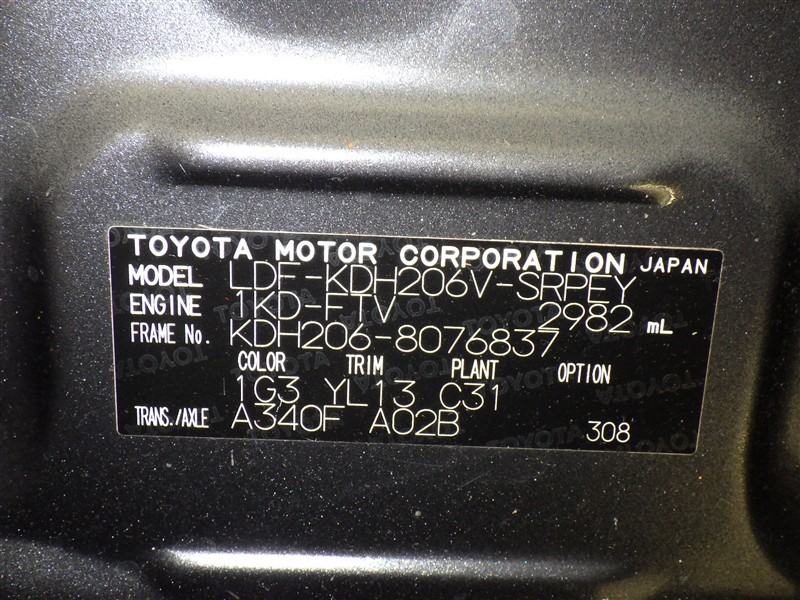 TOYOTA MOTOR CORPORATION JAPAN
MODEL LDF-KDH206V-SRPEY
ENGINE 1KD-FTV 2982 mL
FRAME No. KDH206-8076837
COLOR TRIM PLANT OPTION
1G3 YL13 C31
TRANS./AXLE A340F A02B 308